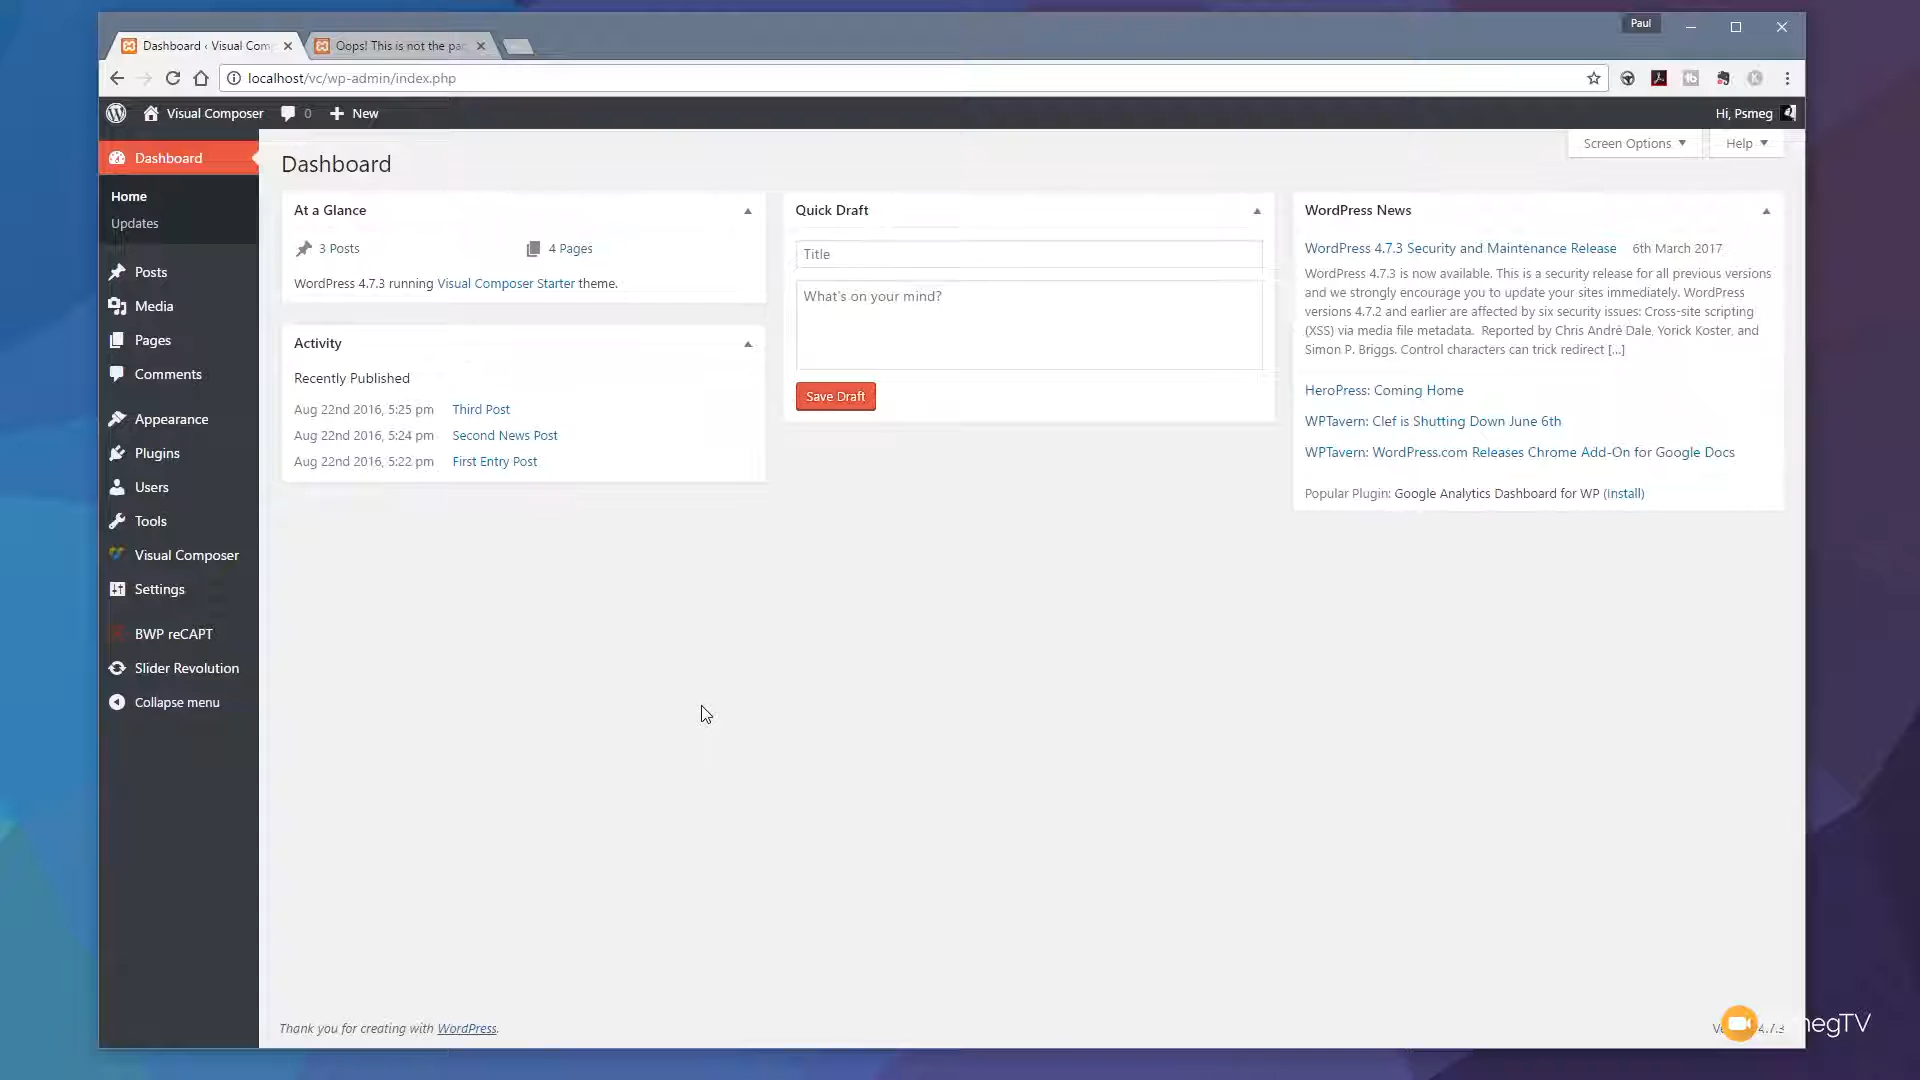 Paul
Dashboard ‹ Visual Com
Oops! This is not the pa
localhost/vc/wp-admin/index.php
Visual Composer
0
New
Hi, Psmeg
Dashboard
Home
Updates
Posts
Media
Pages
Comments
Appearance
Plugins
Users
Tools
Visual Composer
Settings
BWP reCAPT
Slider Revolution
Collapse menu
Dashboard
Screen Options
Help
At a Glance
3 Posts
4 Pages
WordPress 4.7.3 running Visual Composer Starter theme.
Activity
Recently Published
Aug 22nd 2016, 5:25 pm Third Post
Aug 22nd 2016, 5:24 pm Second News Post
Aug 22nd 2016, 5:22 pm First Entry Post
Quick Draft
Title
What's on your mind?
Save Draft
WordPress News
WordPress 4.7.3 Security and Maintenance Release 6th March 2017
WordPress 4.7.3 is now available. This is a security release for all previous versions
and we strongly encourage you to update your sites immediately. WordPress
versions 4.7.2 and earlier are affected by six security issues: Cross-site scripting
(XSS) via media file metadata. Reported by Chris André Dale, Yorick Koster, and
Simon P. Briggs. Control characters can trick redirect […]
HeroPress: Coming Home
WPTavern: Clef is Shutting Down June 6th
WPTavern: WordPress.com Releases Chrome Add-On for Google Docs
Popular Plugin: Google Analytics Dashboard for WP (Install)
Thank you for creating with WordPress.
4.7.3
megTV